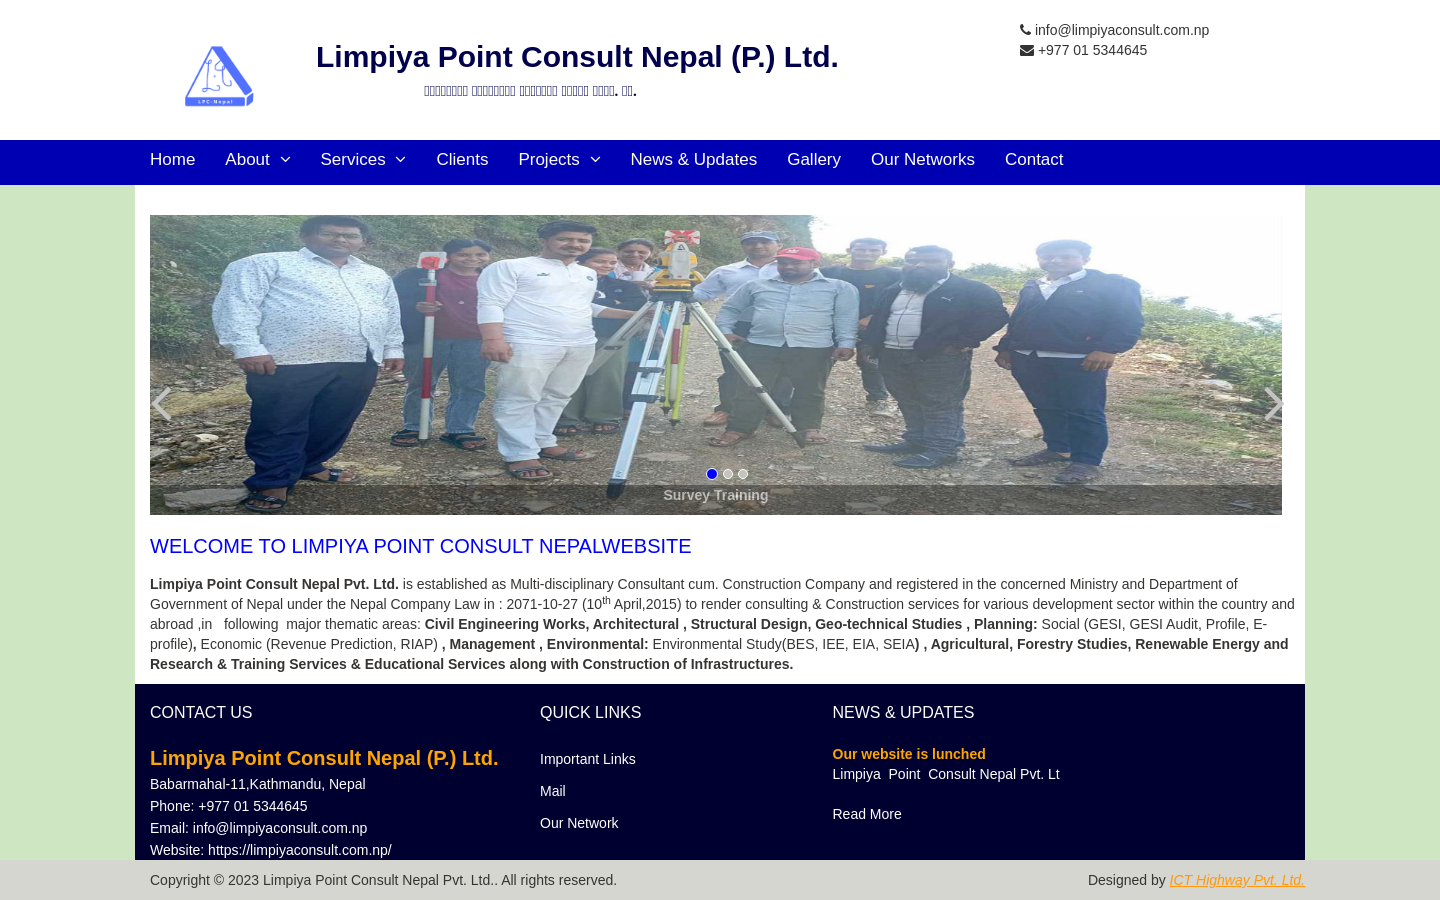 info@limpiyaconsult.com.np
+977 01 5344645
LPC-Nepal
Limpiya Point Consult Nepal (P.) Ltd.
Home About Services Clients Projects News & Updates Gallery Our Networks Contact
Survey Training
WELCOME TO LIMPIYA POINT CONSULT NEPALWEBSITE
Limpiya Point Consult Nepal Pvt. Ltd. is established as Multi-disciplinary Consultant cum. Construction Company and registered in the concerned Ministry and Department of
Government of Nepal under the Nepal Company Law in : 2071-10-27 (10th April,2015) to render consulting & Construction services for various development sector within the country and
abroad ,in following major thematic areas: Civil Engineering Works, Architectural , Structural Design, Geo-technical Studies , Planning: Social (GESI, GESI Audit, Profile, E-
profile), Economic (Revenue Prediction, RIAP) , Management , Environmental: Environmental Study(BES, IEE, EIA, SEIA) , Agricultural, Forestry Studies, Renewable Energy and
Research & Training Services & Educational Services along with Construction of Infrastructures.
CONTACT US
Limpiya Point Consult Nepal (P.) Ltd.
Babarmahal-11,Kathmandu, Nepal
Phone: +977 01 5344645
Email: info@limpiyaconsult.com.np
Website: https://limpiyaconsult.com.np/
QUICK LINKS
Important Links
Mail
Our Network
NEWS & UPDATES
Our website is lunched
Limpiya Point Consult Nepal Pvt. Lt
Read More
Copyright © 2023 Limpiya Point Consult Nepal Pvt. Ltd.. All rights reserved.
Designed by ICT Highway Pvt. Ltd.